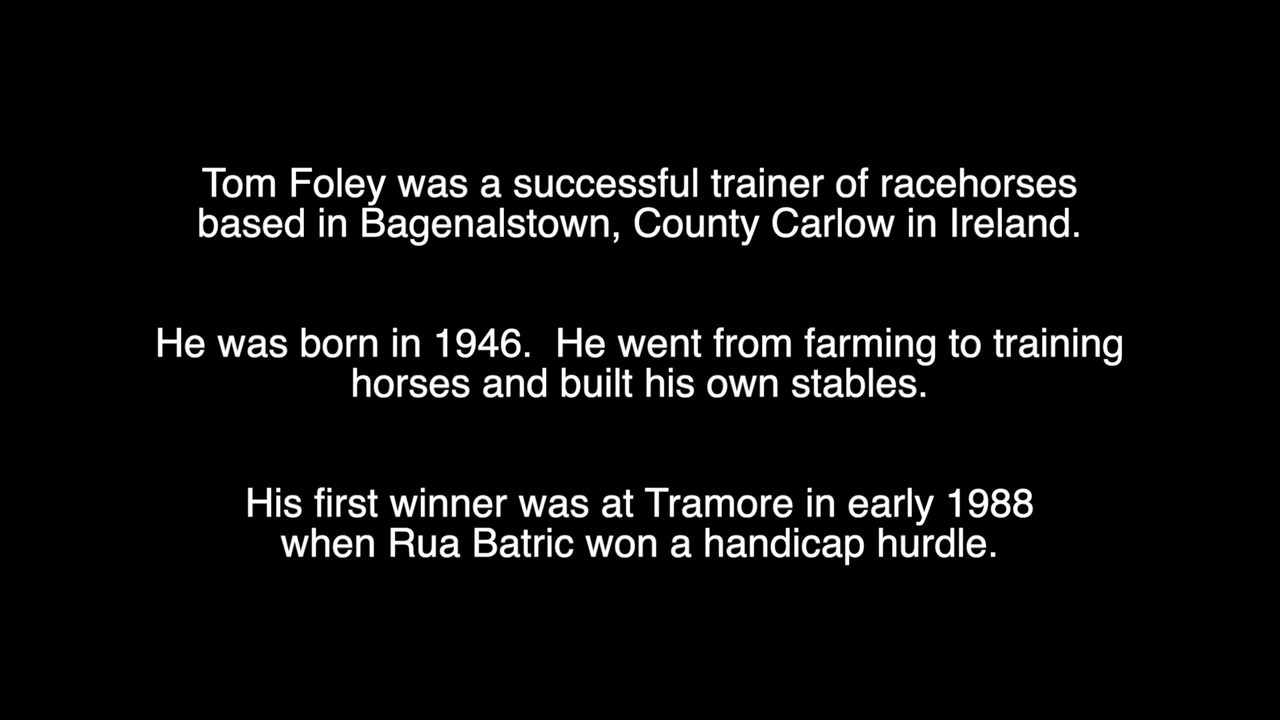 Tom Foley was a successful trainer of racehorses
based in Bagenalstown, County Carlow in Ireland.
He was born in 1946.  He went from farming to training
horses and built his own stables.
His first winner was at Tramore in early 1988
when Rua Batric won a handicap hurdle.